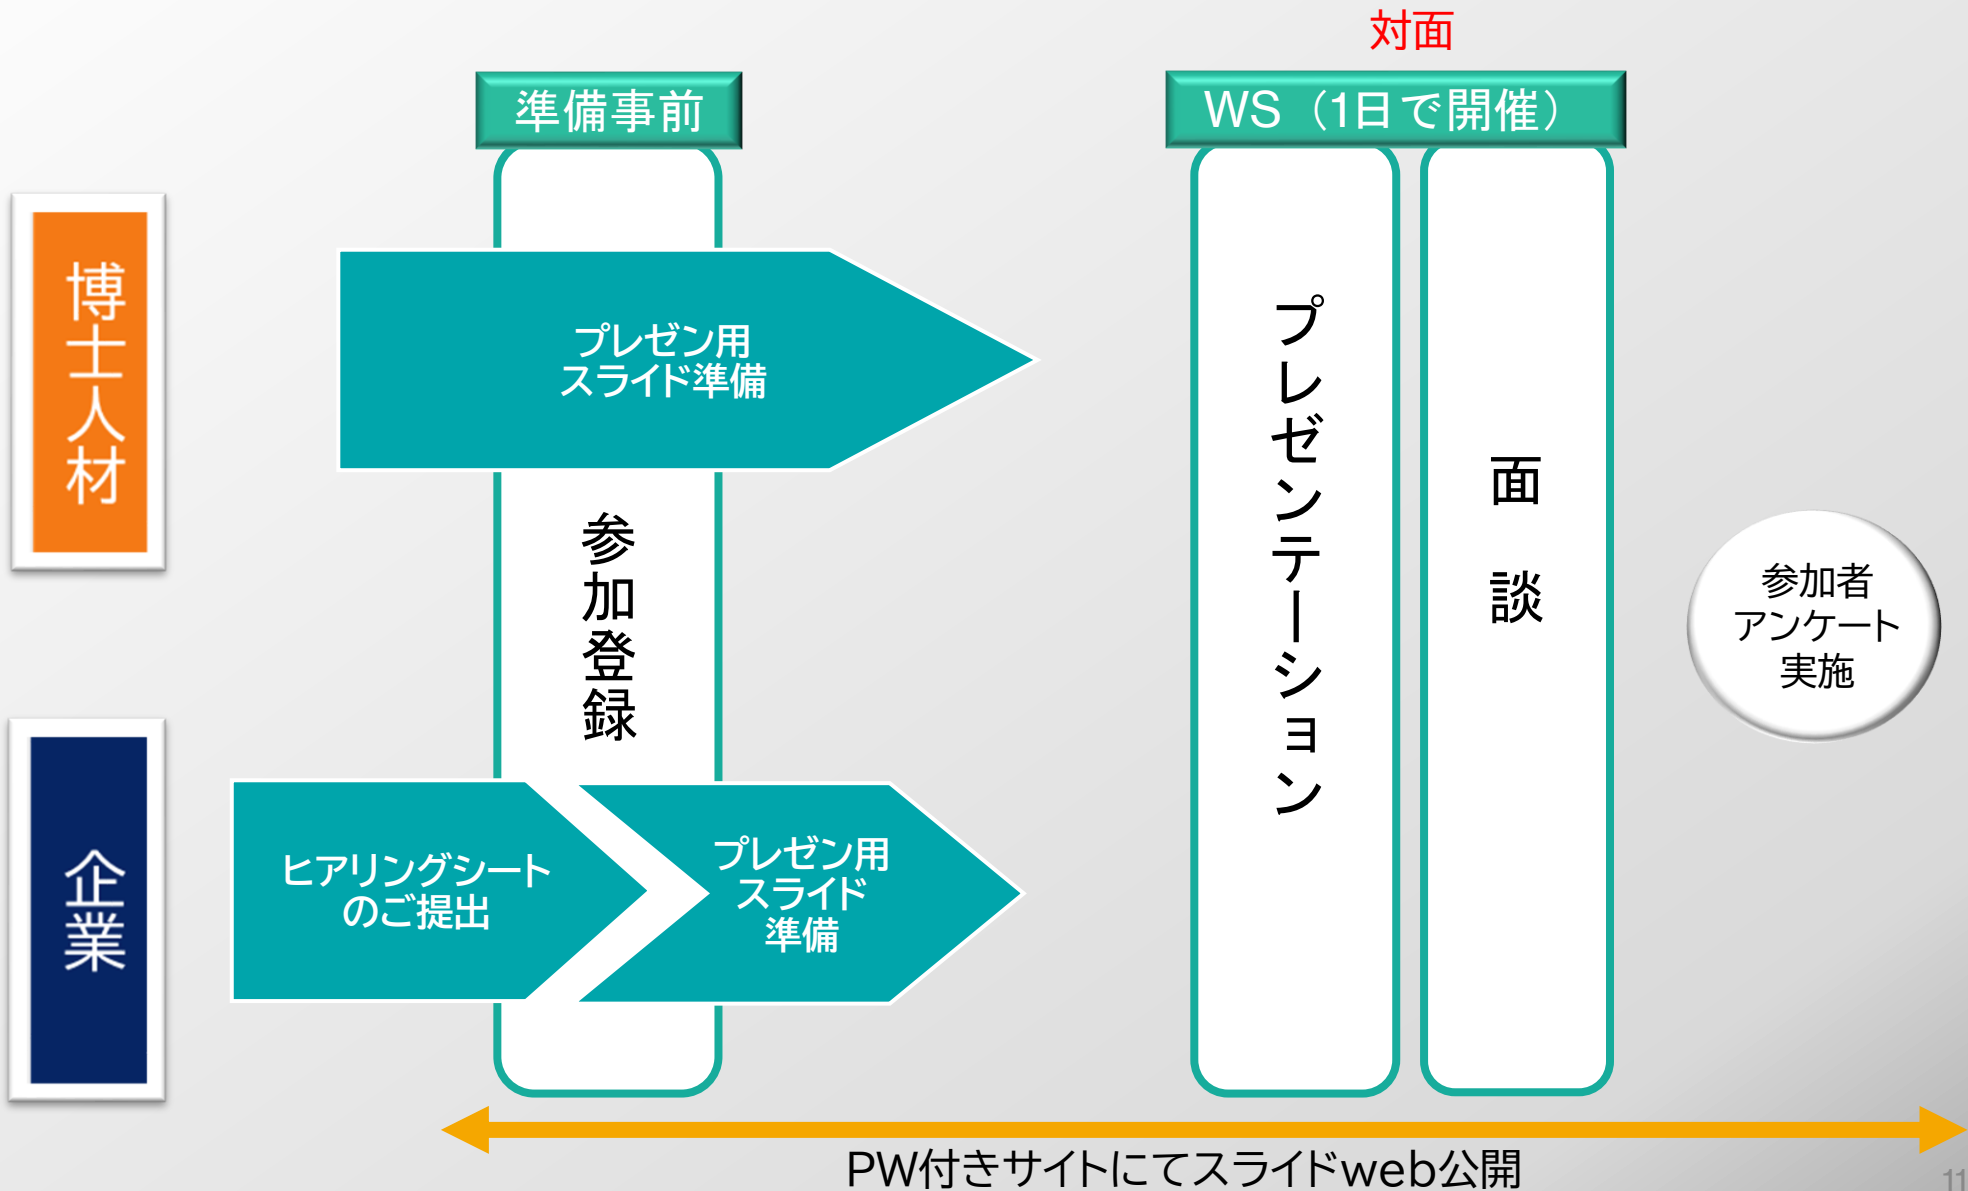 対面
準備事前
WS（1日で開催）
博士人材
プレゼン用
スライド準備
参加登録
プレゼンテーション
面談
参加者
アンケート
実施
企業
ヒアリングシート
のご提出
プレゼン用
スライド
準備
PW付きサイトにてスライドweb公開
11